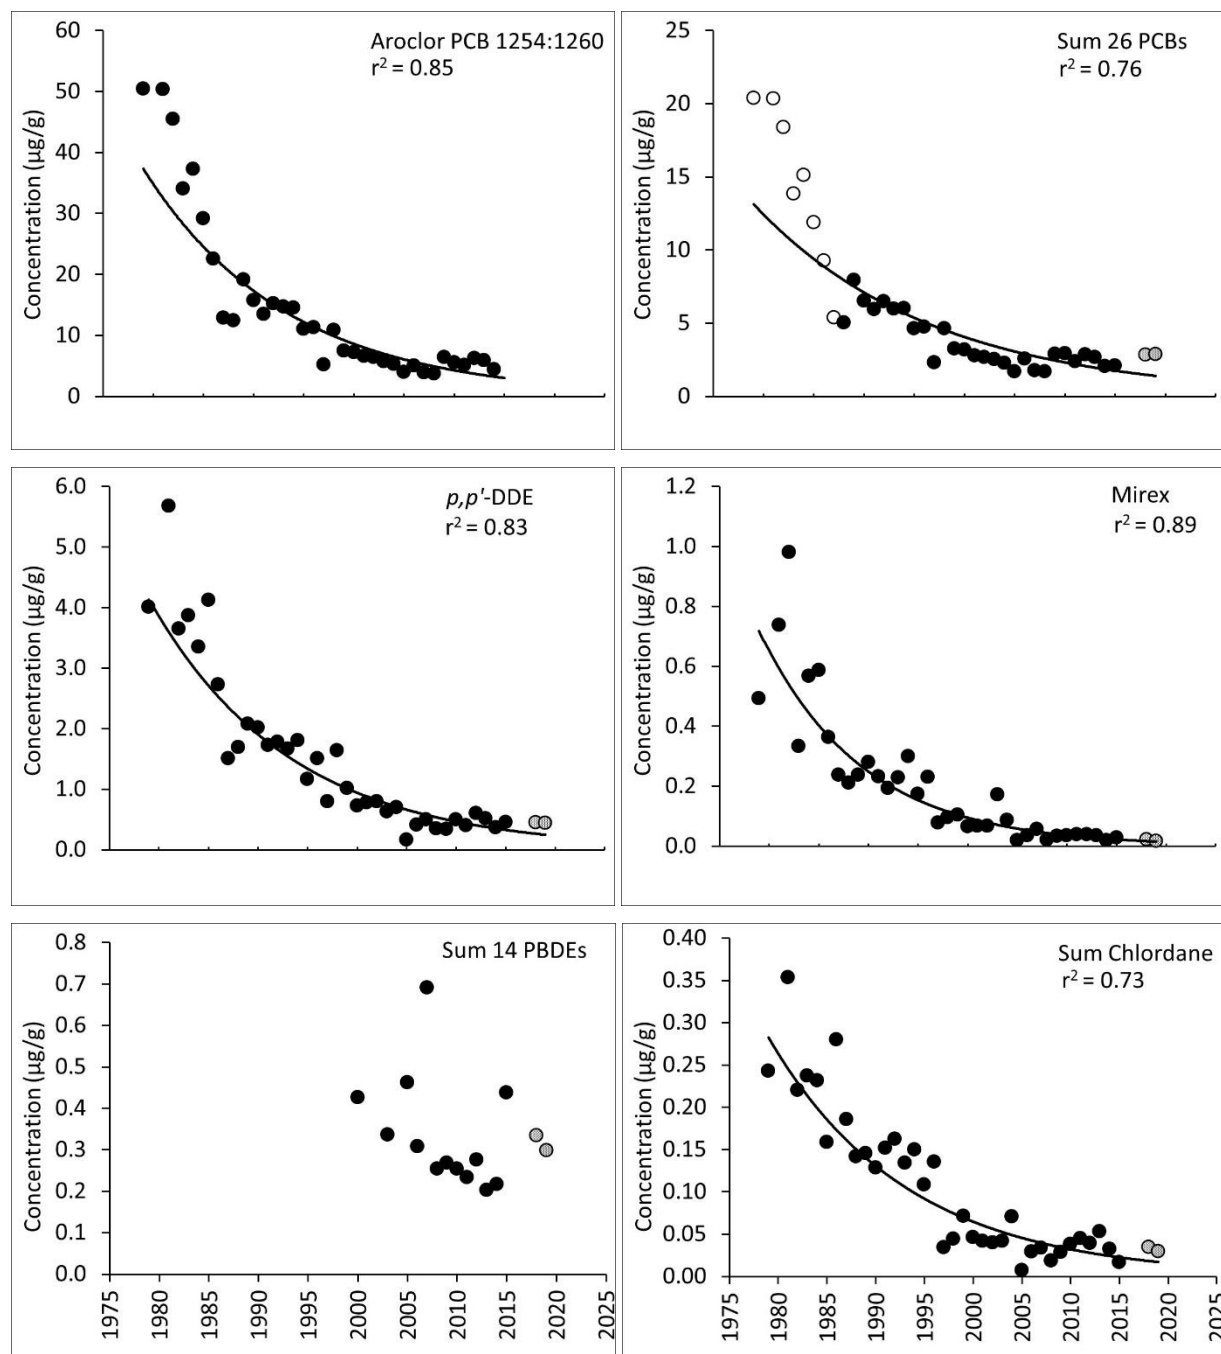 Aroclor PCB 1254:1260
r² = 0.85
Concentration (µg/g)
60
50
40
30
20
10
0
Sum 26 PCBs
r² = 0.76
Concentration (µg/g)
25
20
15
10
5
0
p,p'-DDE
r² = 0.83
Concentration (µg/g)
6.0
5.0
4.0
3.0
2.0
1.0
0.0
Mirex
r² = 0.89
Concentration (µg/g)
1.2
1.0
0.8
0.6
0.4
0.2
0.0
Sum 14 PBDEs
Concentration (µg/g)
0.8
0.7
0.6
0.5
0.4
0.3
0.2
0.1
0.0
1975 1980 1985 1990 1995 2000 2005 2010 2015 2020 2025
Sum Chlordane
r² = 0.73
Concentration (µg/g)
0.40
0.35
0.30
0.25
0.20
0.15
0.10
0.05
0.00
1975 1980 1985 1990 1995 2000 2005 2010 2015 2020 2025